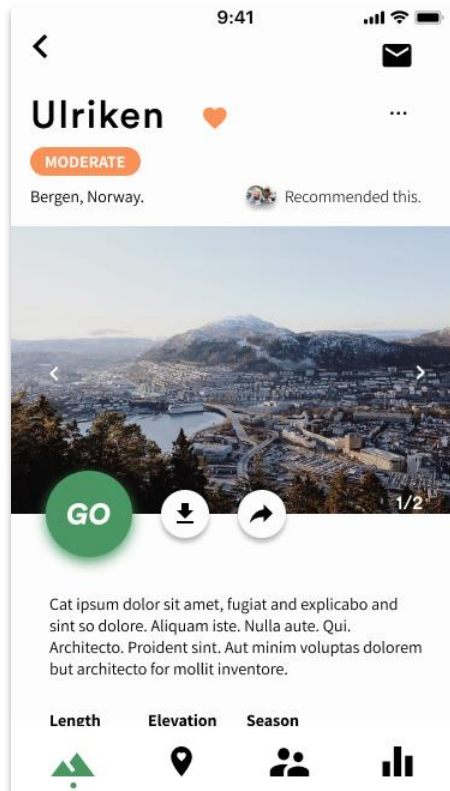 9:41
Ulriken
...
MODERATE
Bergen, Norway.
Recommended this.
1/2
GO
Cat ipsum dolor sit amet, fugiat and explicabo and
sint so dolore. Aliquam iste. Nulla aute. Qui.
Architecto. Proident sint. Aut minim voluptas dolorem
but architecto for mollit inventore.
Length Elevation Season